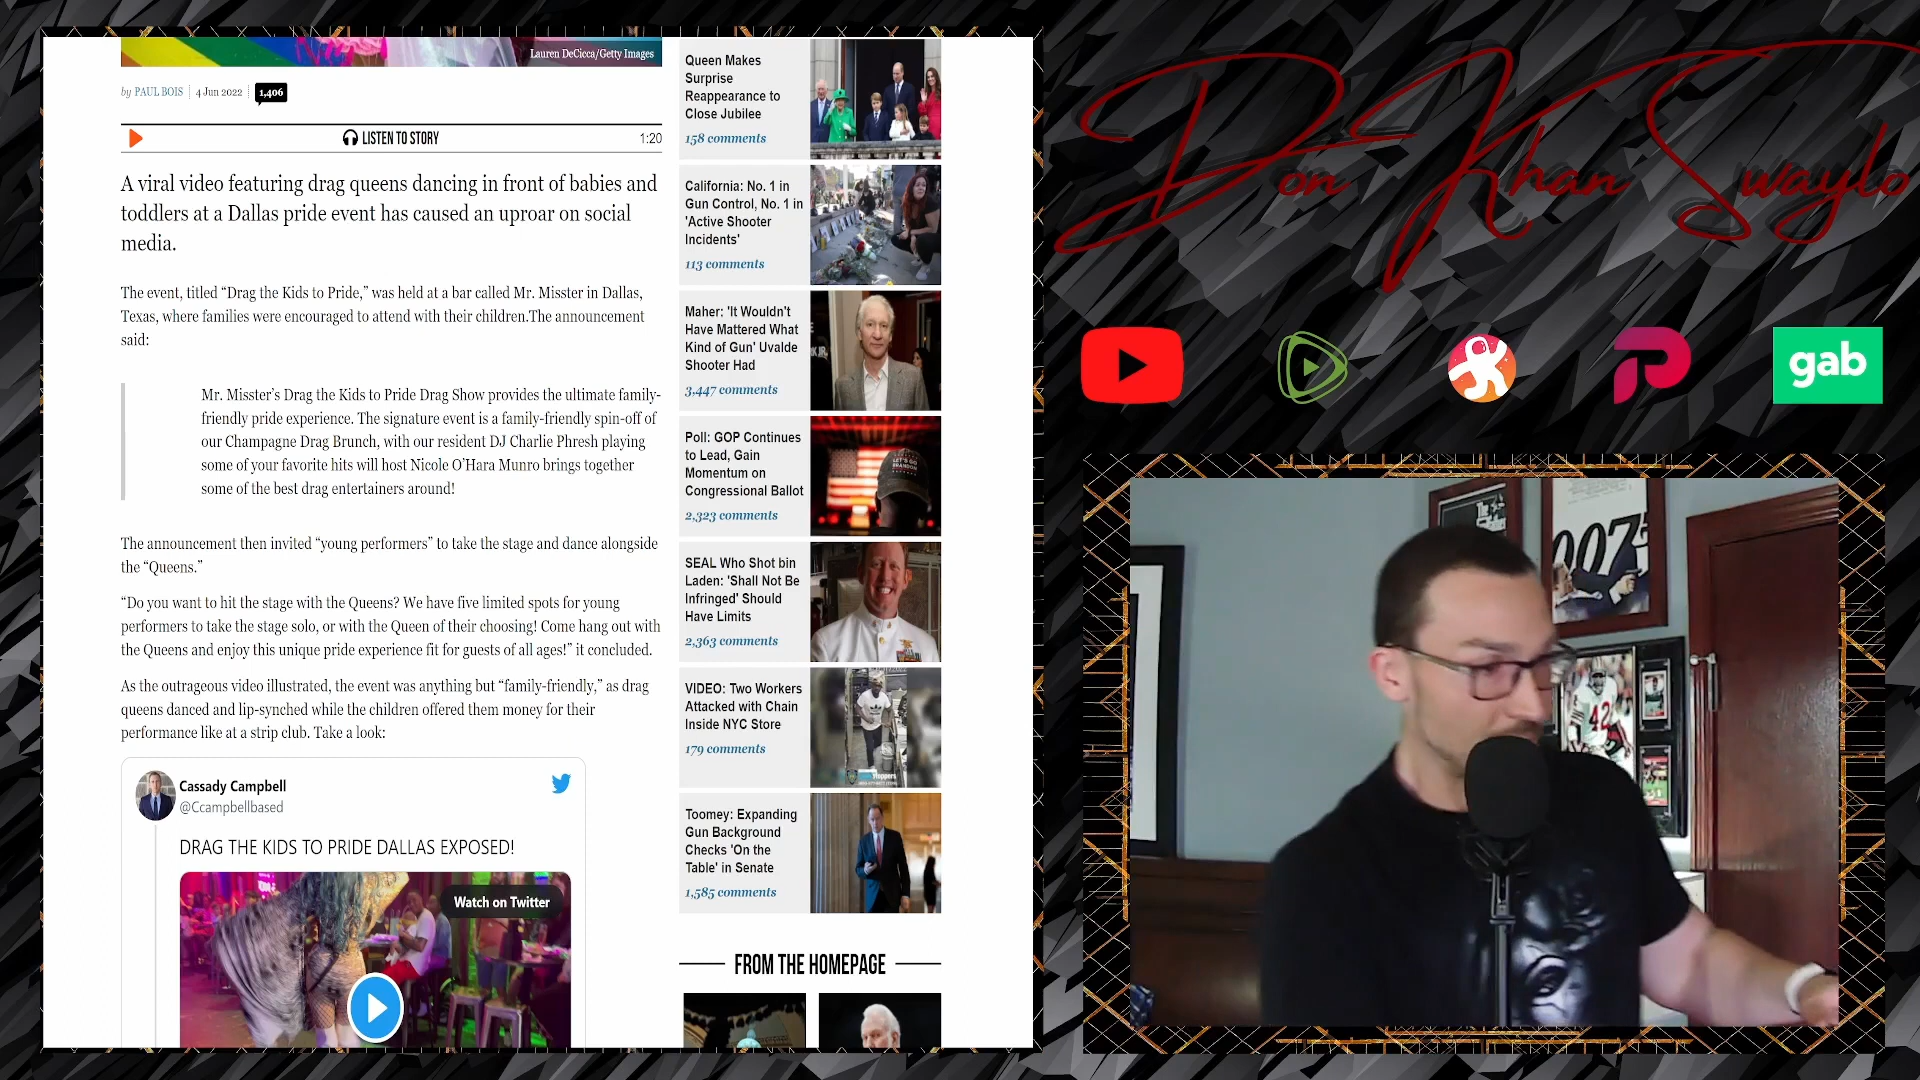 Lauren DeCicca/Getty Images
by PAUL BOIS
4 Jun 2022
1,406
LISTEN TO STORY
1:20
A viral video featuring drag queens dancing in front of babies and
toddlers at a Dallas pride event has caused an uproar on social
media.
The event, titled “Drag the Kids to Pride,” was held at a bar called Mr. Misster in Dallas,
Texas, where families were encouraged to attend with their children.The announcement
said:
Mr. Misster’s Drag the Kids to Pride Drag Show provides the ultimate family-
friendly pride experience. The signature event is a family-friendly spin-off of
our Champagne Drag Brunch, with our resident DJ Charlie Phresh playing
some of your favorite hits will host Nicole O’Hara Munro brings together
some of the best drag entertainers around!
The announcement then invited “young performers” to take the stage and dance alongside
the “Queens.”
“Do you want to hit the stage with the Queens? We have five limited spots for young
performers to take the stage solo, or with the Queen of their choosing! Come hang out with
the Queens and enjoy this unique pride experience fit for guests of all ages!” it concluded.
As the outrageous video illustrated, the event was anything but “family-friendly,” as drag
queens danced and lip-synched while the children offered them money for their
performance like at a strip club. Take a look:
Cassady Campbell
@Ccampbellbased
DRAG THE KIDS TO PRIDE DALLAS EXPOSED!
Watch on Twitter
Queen Makes
Surprise
Reappearance to
Close Jubilee
158 comments
California: No. 1 in
Gun Control, No. 1 in
'Active Shooter
Incidents'
113 comments
Maher: 'It Wouldn't
Have Mattered What
Kind of Gun' Uvalde
Shooter Had
3,447 comments
Poll: GOP Continues
to Lead, Gain
Momentum on
Congressional Ballot
2,323 comments
SEAL Who Shot bin
Laden: 'Shall Not Be
Infringed' Should
Have Limits
2,363 comments
VIDEO: Two Workers
Attacked with Chain
Inside NYC Store
179 comments
Toomey: Expanding
Gun Background
Checks 'On the
Table' in Senate
1,585 comments
FROM THE HOMEPAGE
Don Khan Swaylo
gab
007
42